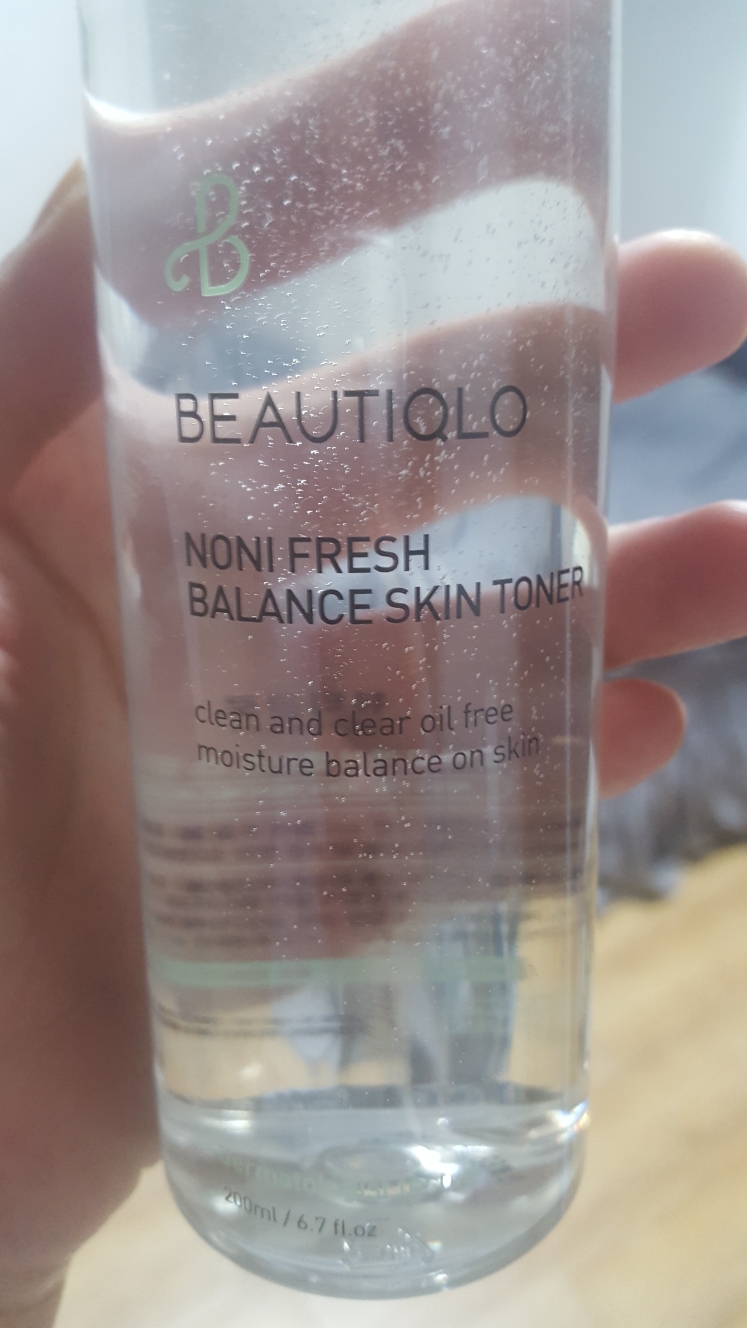 BEAUTIQLO
NONI FRESH
BALANCE SKIN TONER
clean and clear oil free
moisture balance on skin
200ml / 6.7 fl.oz